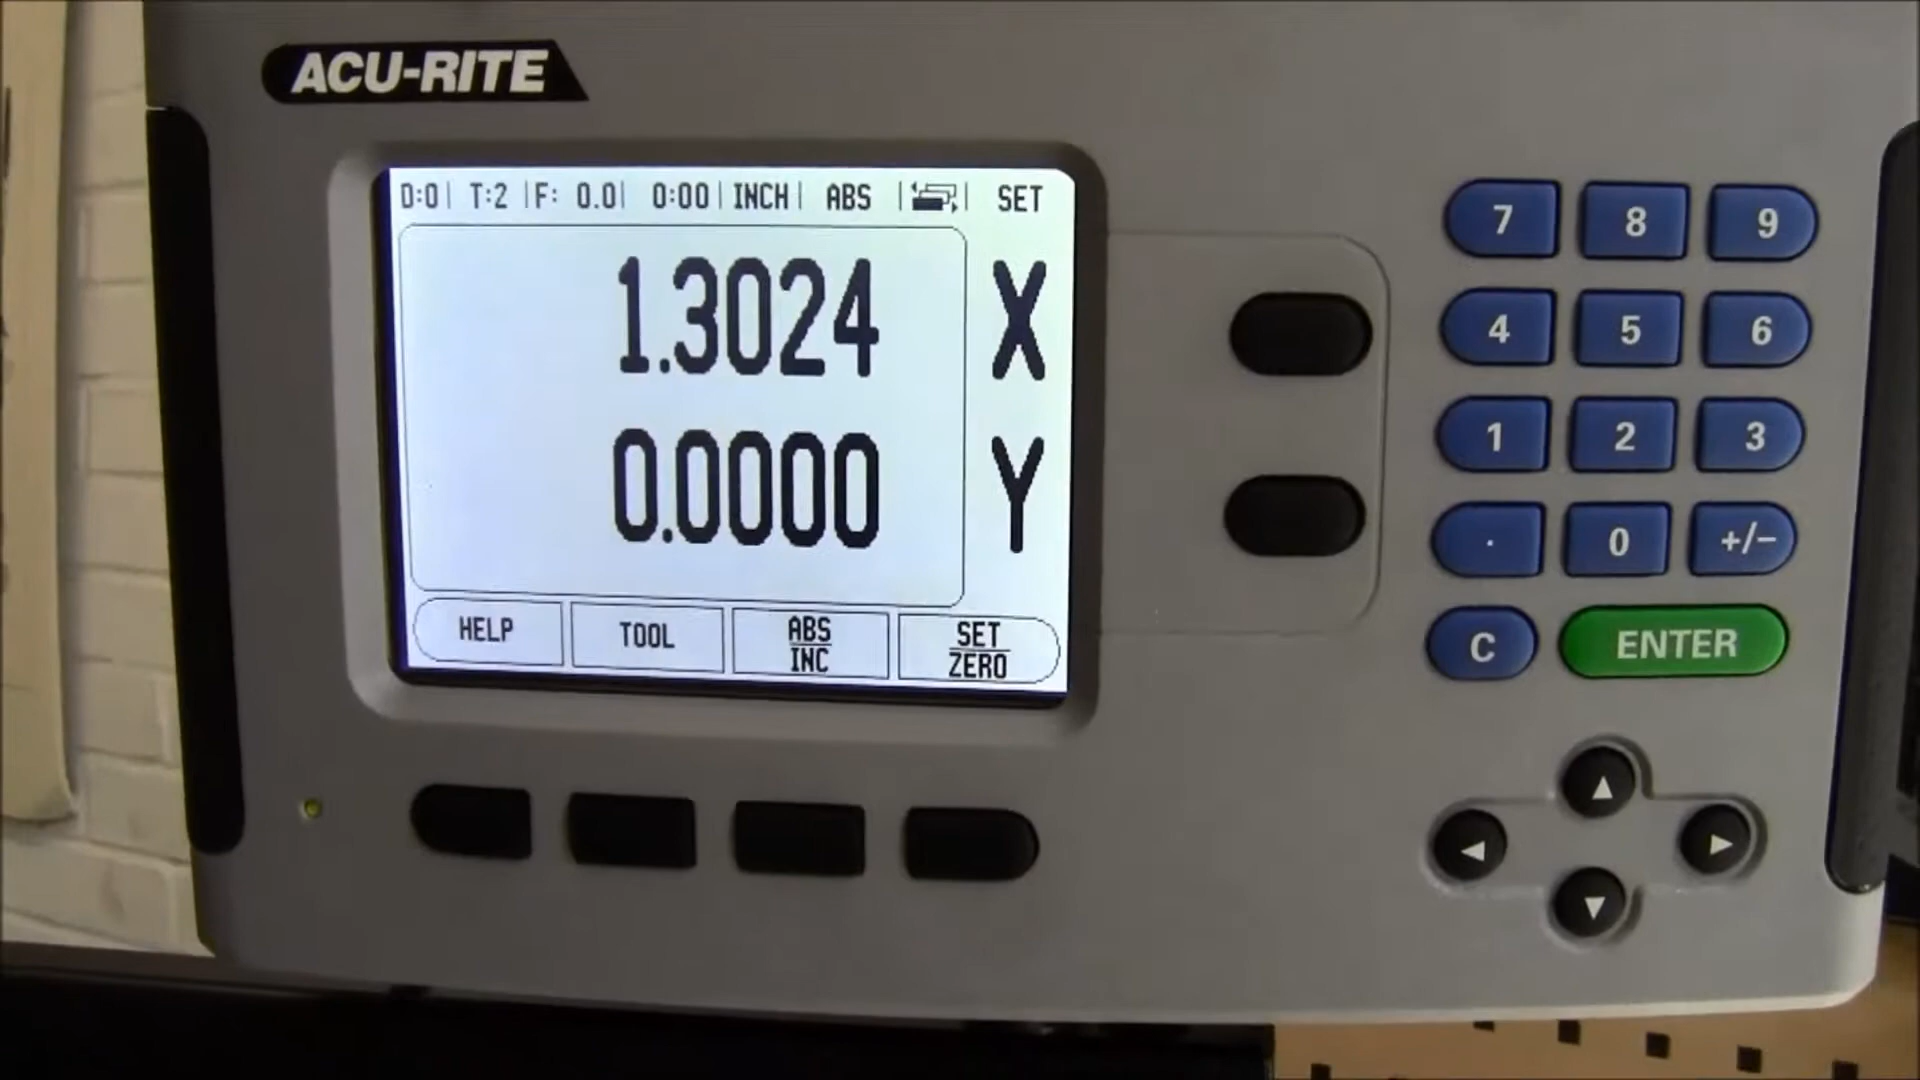 ACU-RITE
D:0| T:2 |F: 0.0| 0:00| INCH| ABS | | SET
1.3024 X
0.0000 Y
HELP TOOL ABS INC SET ZERO
7 8 9
4 5 6
1 2 3
. 0 +/-
C ENTER